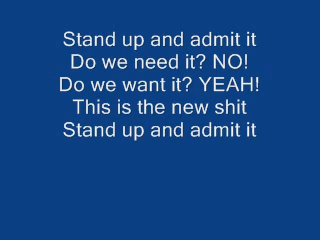 Stand up and admit it
Do we need it? NO!
Do we want it? YEAH!
This is the new shit
Stand up and admit it